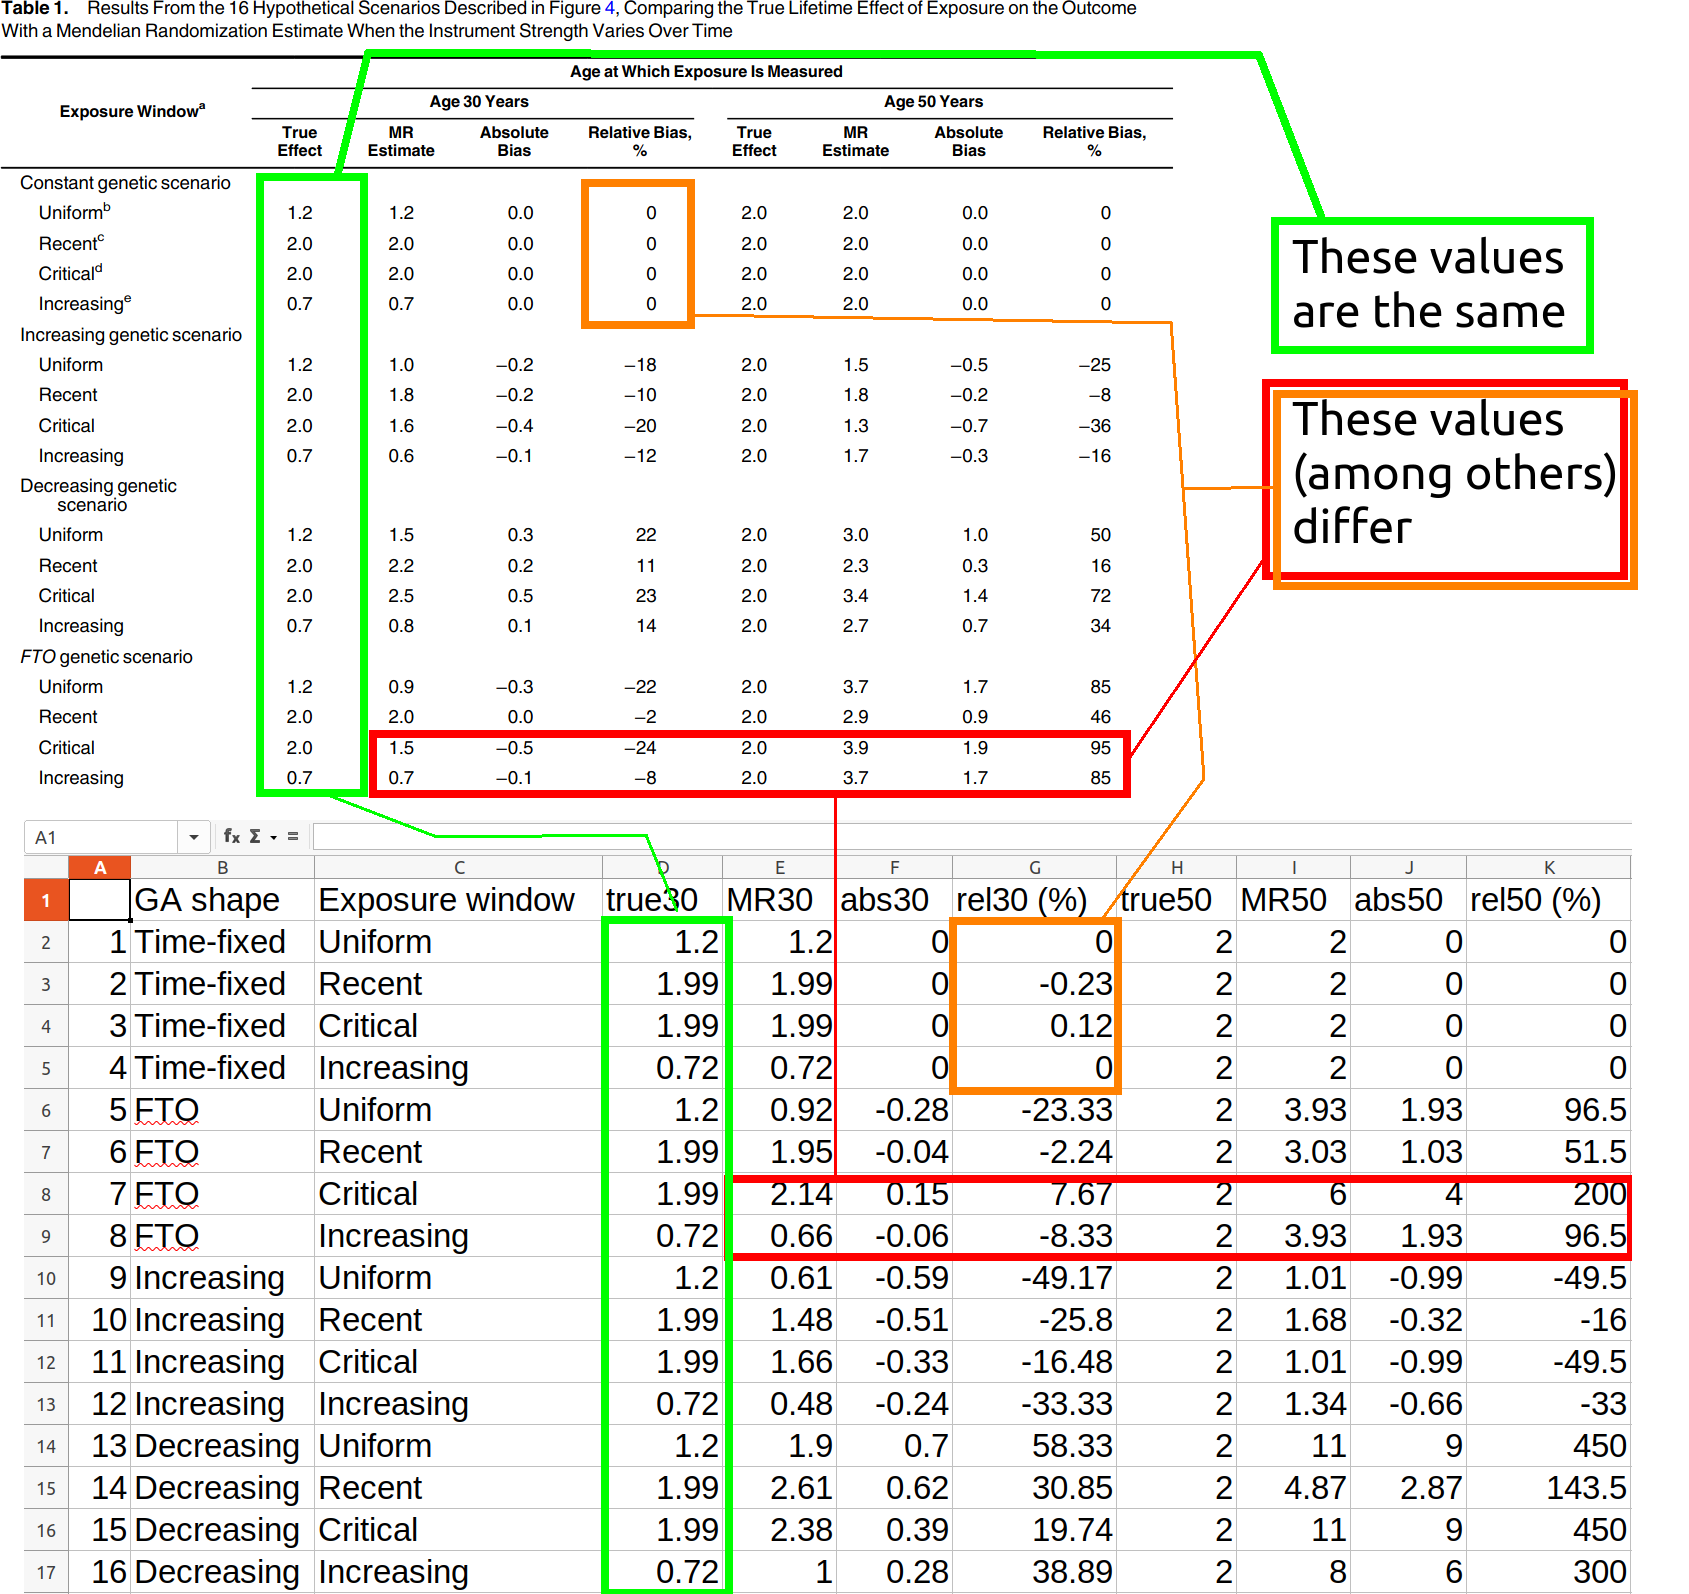 Table 1. Results From the 16 Hypothetical Scenarios Described in Figure 4, Comparing the True Lifetime Effect of Exposure on the Outcome
With a Mendelian Randomization Estimate When the Instrument Strength Varies Over Time
Age at Which Exposure Is Measured
Exposure Windowa Age 30 Years Age 50 Years
True Effect MR Estimate Absolute Bias Relative Bias, % True Effect MR Estimate Absolute Bias Relative Bias, %
Constant genetic scenario
Uniformb 1.2 1.2 0.0 0 2.0 2.0 0.0 0
Recentc 2.0 2.0 0.0 0 2.0 2.0 0.0 0
Criticald 2.0 2.0 0.0 0 2.0 2.0 0.0 0
Increasinge 0.7 0.7 0.0 0 2.0 2.0 0.0 0
Increasing genetic scenario
Uniform 1.2 1.0 −0.2 −18 2.0 1.5 −0.5 −25
Recent 2.0 1.8 −0.2 −10 2.0 1.8 −0.2 −8
Critical 2.0 1.6 −0.4 −20 2.0 1.3 −0.7 −36
Increasing 0.7 0.6 −0.1 −12 2.0 1.7 −0.3 −16
Decreasing genetic
scenario
Uniform 1.2 1.5 0.3 22 2.0 3.0 1.0 50
Recent 2.0 2.2 0.2 11 2.0 2.3 0.3 16
Critical 2.0 2.5 0.5 23 2.0 3.4 1.4 72
Increasing 0.7 0.8 0.1 14 2.0 2.7 0.7 34
FTO genetic scenario
Uniform 1.2 0.9 −0.3 −22 2.0 3.7 1.7 85
Recent 2.0 2.0 0.0 −2 2.0 2.9 0.9 46
Critical 2.0 1.5 −0.5 −24 2.0 3.9 1.9 95
Increasing 0.7 0.7 −0.1 −8 2.0 3.7 1.7 85
These values
are the same
These values
(among others)
differ
A1 fx Σ =
A B C D E F G H I J K
1 GA shape Exposure window true30 MR30 abs30 rel30 (%) true50 MR50 abs50 rel50 (%)
2 1 Time-fixed Uniform 1.2 1.2 0 0 2 2 0 0
3 2 Time-fixed Recent 1.99 1.99 0 -0.23 2 2 0 0
4 3 Time-fixed Critical 1.99 1.99 0 0.12 2 2 0 0
5 4 Time-fixed Increasing 0.72 0.72 0 0 2 2 0 0
6 5 FTO Uniform 1.2 0.92 -0.28 -23.33 2 3.93 1.93 96.5
7 6 FTO Recent 1.99 1.95 -0.04 -2.24 2 3.03 1.03 51.5
8 7 FTO Critical 1.99 2.14 0.15 7.67 2 6 4 200
9 8 FTO Increasing 0.72 0.66 -0.06 -8.33 2 3.93 1.93 96.5
10 9 Increasing Uniform 1.2 0.61 -0.59 -49.17 2 1.01 -0.99 -49.5
11 10 Increasing Recent 1.99 1.48 -0.51 -25.8 2 1.68 -0.32 -16
12 11 Increasing Critical 1.99 1.66 -0.33 -16.48 2 1.01 -0.99 -49.5
13 12 Increasing Increasing 0.72 0.48 -0.24 -33.33 2 1.34 -0.66 -33
14 13 Decreasing Uniform 1.2 1.9 0.7 58.33 2 11 9 450
15 14 Decreasing Recent 1.99 2.61 0.62 30.85 2 4.87 2.87 143.5
16 15 Decreasing Critical 1.99 2.38 0.39 19.74 2 11 9 450
17 16 Decreasing Increasing 0.72 1 0.28 38.89 2 8 6 300